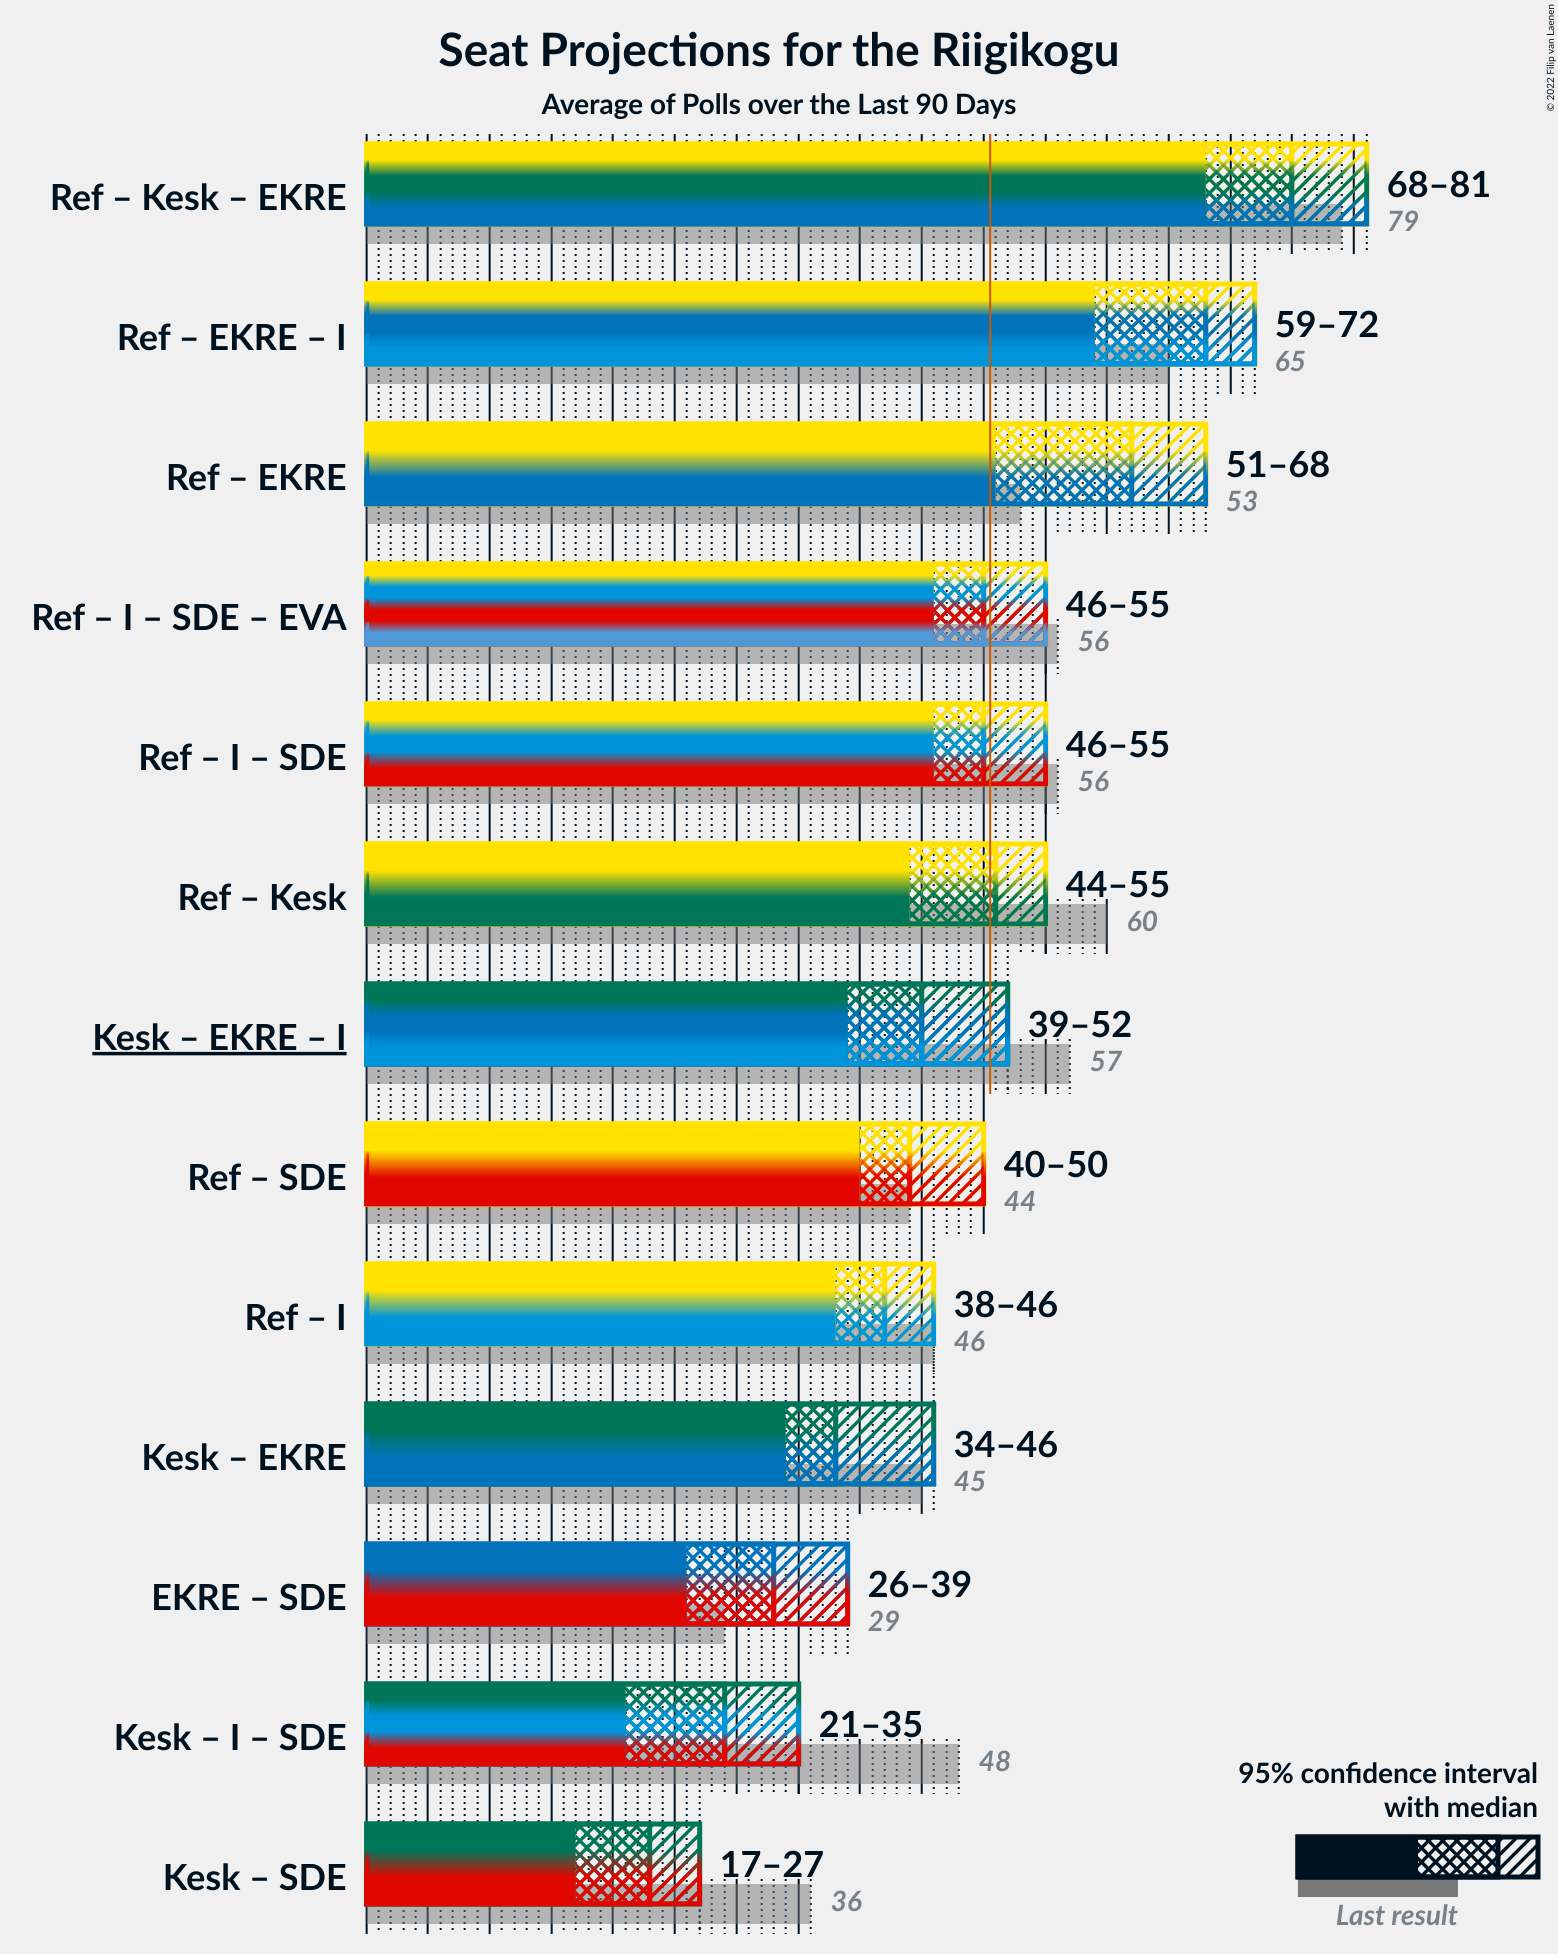 Seat Projections for the Riigikogu
Average of Polls over the Last 90 Days
© 2022 Filip van Laenen
Ref – Kesk – EKRE
68–81
79
Ref – EKRE – I
59–72
65
Ref – EKRE
51–68
53
Ref – I – SDE – EVA
46–55
56
Ref – I – SDE
46–55
56
Ref – Kesk
44–55
60
Kesk – EKRE – I
39–52
57
Ref – SDE
40–50
44
Ref – I
38–46
46
Kesk – EKRE
34–46
45
EKRE – SDE
26–39
29
Kesk – I – SDE
21–35
48
Kesk – SDE
17–27
36
95% confidence interval
with median
Last result